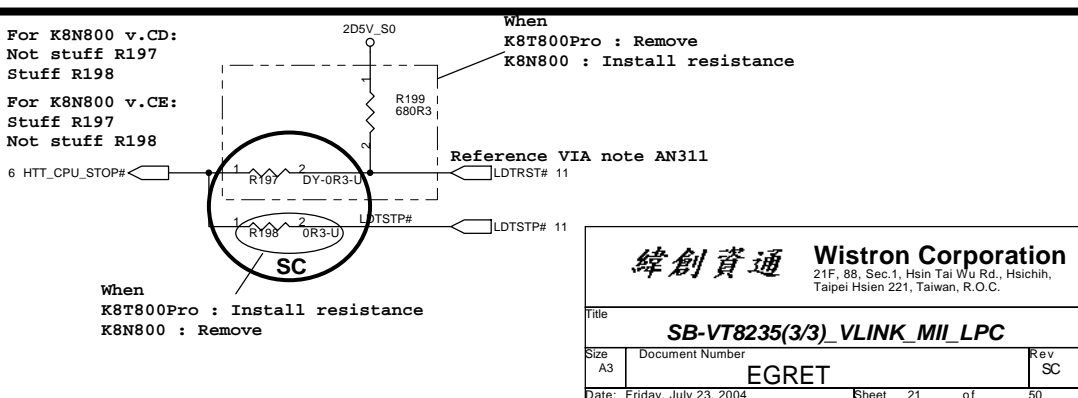 For K8N800 v.CD:
Not stuff R197
Stuff R198
For K8N800 v.CE:
Stuff R197
Not stuff R198
2D5V_S0
When
K8T800Pro : Remove
K8N800 : Install resistance
1
R199
680R3
2
Reference VIA note AN311
6 HTT_CPU_STOP#
1
R197
2
DY-0R3-U
LDTRST# 11
1
R198
2
0R3-U
LDTSTP#
LDTSTP# 11
SC
When
K8T800Pro : Install resistance
K8N800 : Remove
緯創資通
Wistron Corporation
21F, 88, Sec.1, Hsin Tai Wu Rd., Hsichih,
Taipei Hsien 221, Taiwan, R.O.C.
Title
SB-VT8235(3/3)_VLINK_MII_LPC
Size
A3
Document Number
EGRET
Rev
SC
Date: Friday, July 23, 2004
Sheet 21 of 50